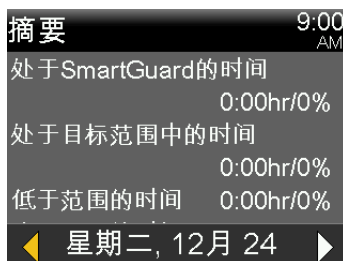 摘要
9:00
AM
处于SmartGuard的时间
0:00hr/0%
处于目标范围中的时间
0:00hr/0%
低于范围的时间 0:00hr/0%
星期二, 12月 24